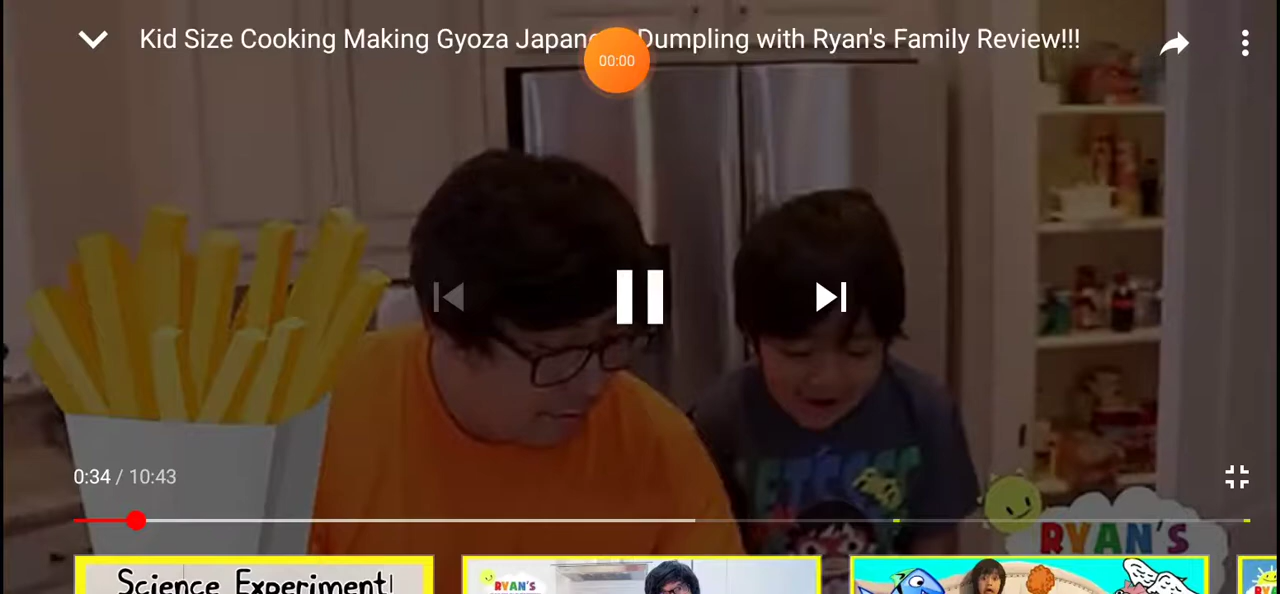 Kid Size Cooking Making Gyoza Dumpling with Ryan's Family Review!!!
00:00
0:34 / 10:43
RYAN'S
Science Experiment!
RYAN'S